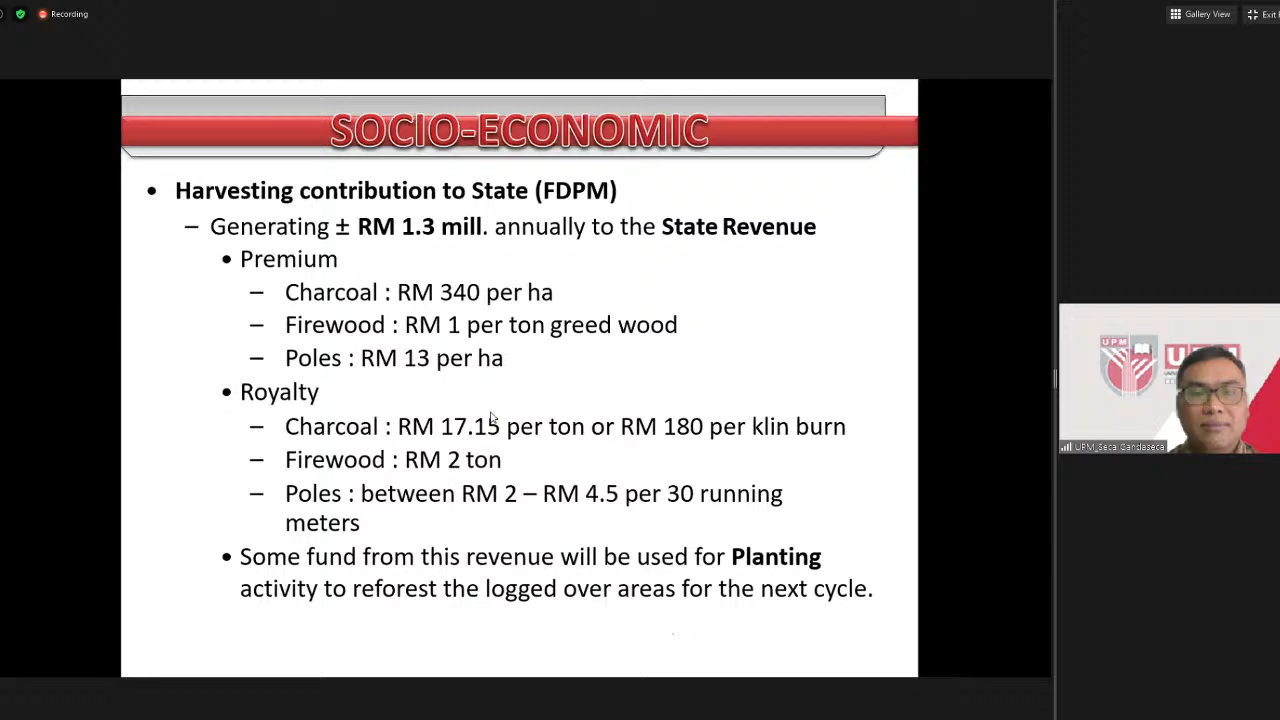 Recording
Gallery View
Exit
SOCIO-ECONOMIC
• Harvesting contribution to State (FDPM)
– Generating ± RM 1.3 mill. annually to the State Revenue
• Premium
– Charcoal : RM 340 per ha
– Firewood : RM 1 per ton greed wood
– Poles : RM 13 per ha
• Royalty
– Charcoal : RM 17.15 per ton or RM 180 per klin burn
– Firewood : RM 2 ton
– Poles : between RM 2 – RM 4.5 per 30 running
meters
• Some fund from this revenue will be used for Planting
activity to reforest the logged over areas for the next cycle.
UPM
UPM_Seca Gandaseca